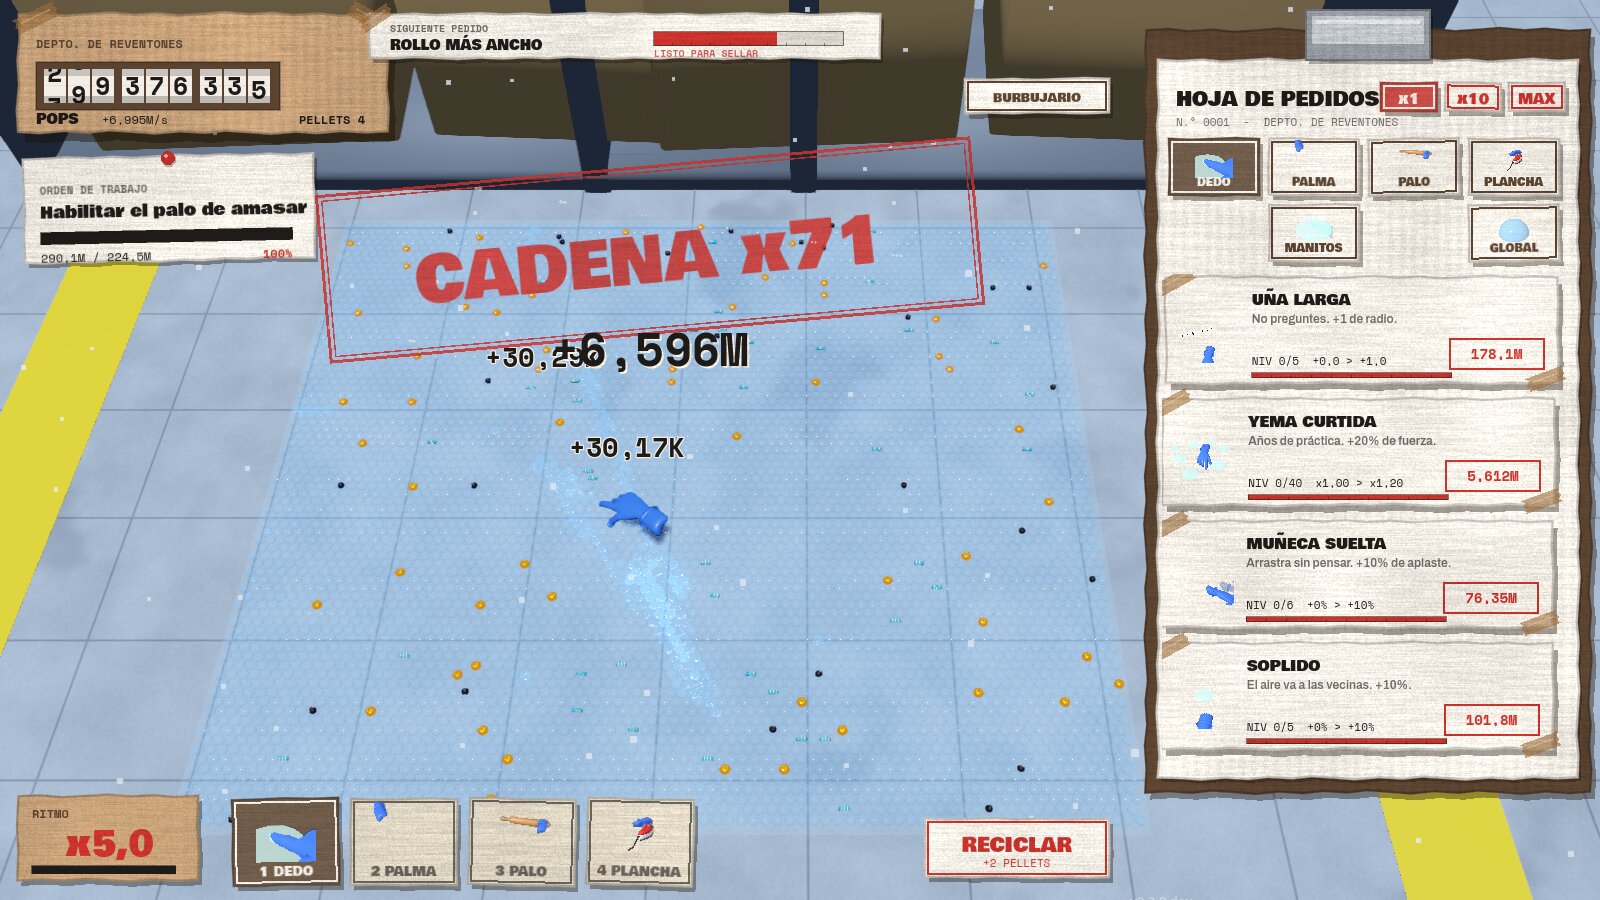 DEPTO. DE REVENTONES
9 9 376 335
POPS +6,995M/s PELLETS 4
SIGUIENTE PEDIDO
ROLLO MÁS ANCHO
LISTO PARA SELLAR
BURBUJARIO
ORDEN DE TRABAJO
Habilitar el palo de amasar
290,1M / 224,5M 100%
CADENA x71
+6,596M
+30,17K
HOJA DE PEDIDOS x1 x10 MAX
N.° 0001 - DEPTO. DE REVENTONES
DEDO PALMA PALO PLANCHA
MANITOS GLOBAL
UÑA LARGA
No preguntes. +1 de radio.
NIV 0/5 +0,0 > +1,0
178,1M
YEMA CURTIDA
Años de práctica. +20% de fuerza.
NIV 0/40 x1,00 > x1,20
5,612M
MUÑECA SUELTA
Arrastra sin pensar. +10% de aplaste.
NIV 0/6 +0% > +10%
76,35M
SOPLIDO
El aire va a las vecinas. +10%.
NIV 0/5 +0% > +10%
101,8M
RITMO
x5,0
1 DEDO 2 PALMA 3 PALO 4 PLANCHA
RECICLAR
+2 PELLETS